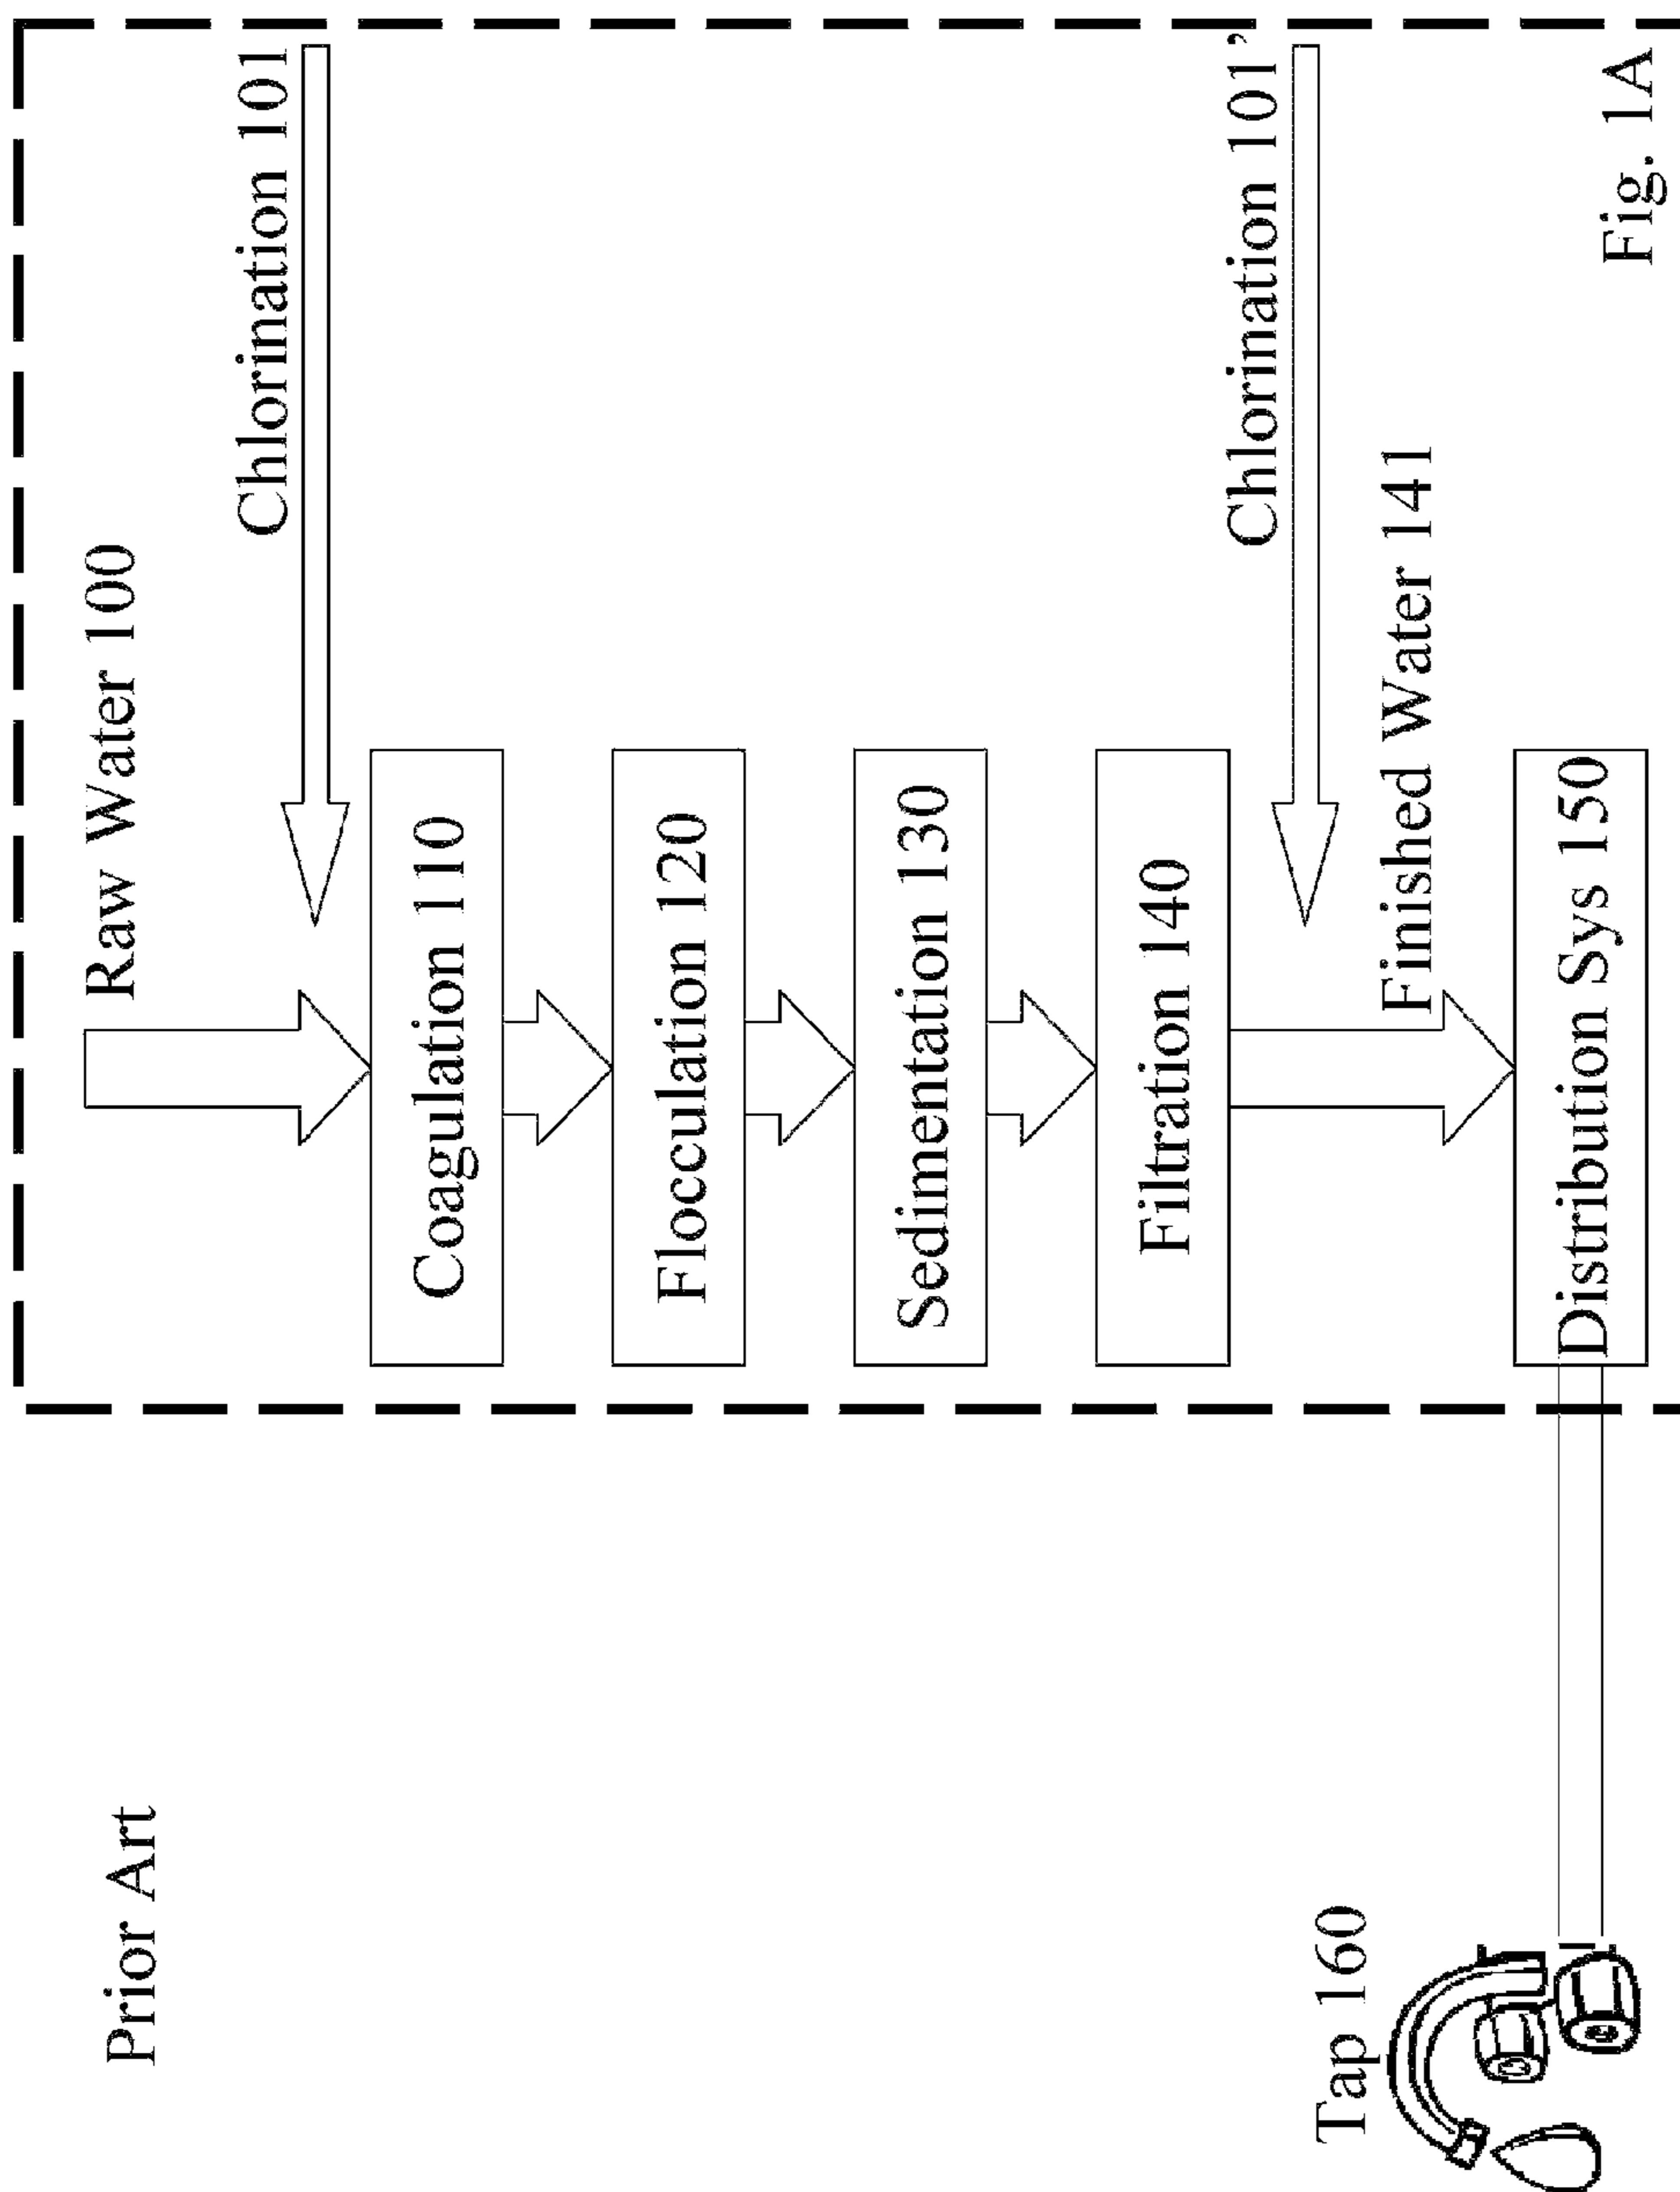 Prior Art
Raw Water 100
Chlorination 101
Coagulation 110
Flocculation 120
Sedimentation 130
Filtration 140
Chlorination 101’
Finished Water 141
Distribution Sys 150
Tap 160
Fig. 1A